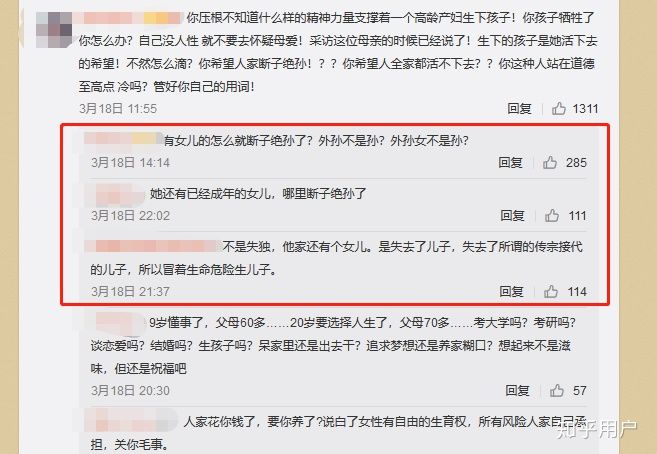 你压根不知道什么样的精神力量支撑着一个高龄产妇生下孩子！你孩子牺牲了
你怎么办？自己没人性 就不要去怀疑母爱！采访这位母亲的时候已经说了！生下的孩子是她活下去
的希望！不然怎么滴？你希望人家断子绝孙！？？你希望人全家都活不下去？？你这种人站在道德
至高点 冷吗？管好你自己的用词！
3月18日 11:55 回复 1311
有女儿的怎么就断子绝孙了？外孙不是孙？外孙女不是孙？
3月18日 14:14 回复 285
她还有已经成年的女儿，哪里断子绝孙了
3月18日 22:02 回复 111
不是失独，他家还有个女儿。是失去了儿子，失去了所谓的传宗接代
的儿子，所以冒着生命危险生儿子。
3月18日 21:37 回复 114
9岁懂事了，父母60多……20岁要选择人生了，父母70多……考大学吗？考研吗？
谈恋爱吗？结婚吗？生孩子吗？呆家里还是出去干？追求梦想还是养家糊口？想起来不是滋
味，但还是祝福吧
3月18日 20:30 回复 57
人家花你钱了，要你养了?说白了女性有自由的生育权，所有风险人家自己承
担，关你毛事。
知乎用户